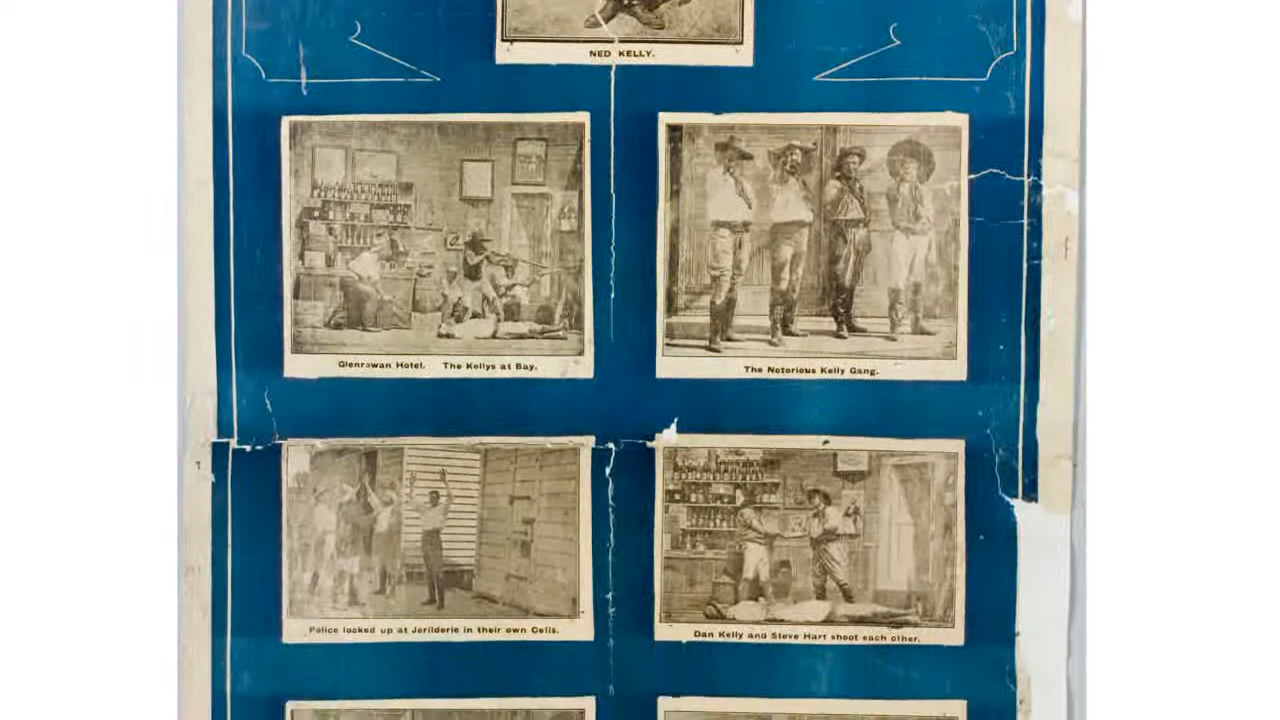 NED KELLY.
Glenrowan Hotel. The Kellys at Bay.
The Notorious Kelly Gang.
Police locked up at Jerilderie in their own Cells.
Dan Kelly and Steve Hart shoot each other.